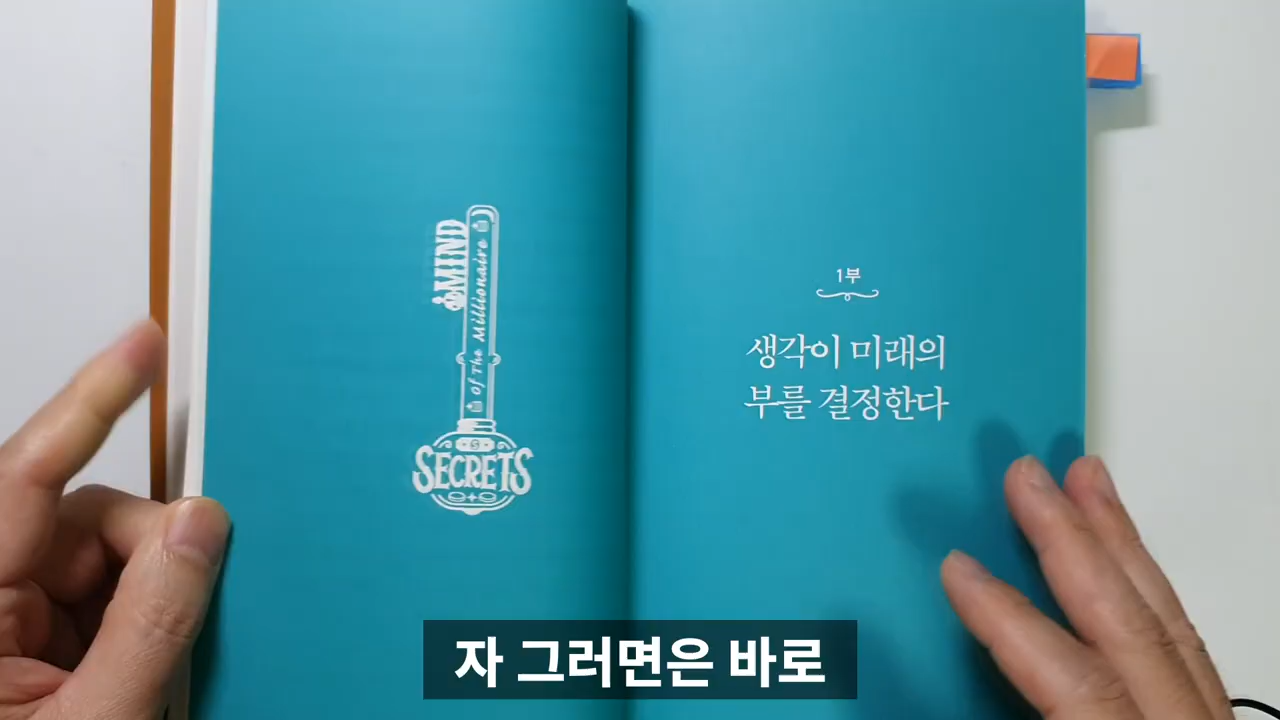 SECRETS
Of The Millionaire
MIND
1부
생각이 미래의
부를 결정한다
자 그러면은 바로